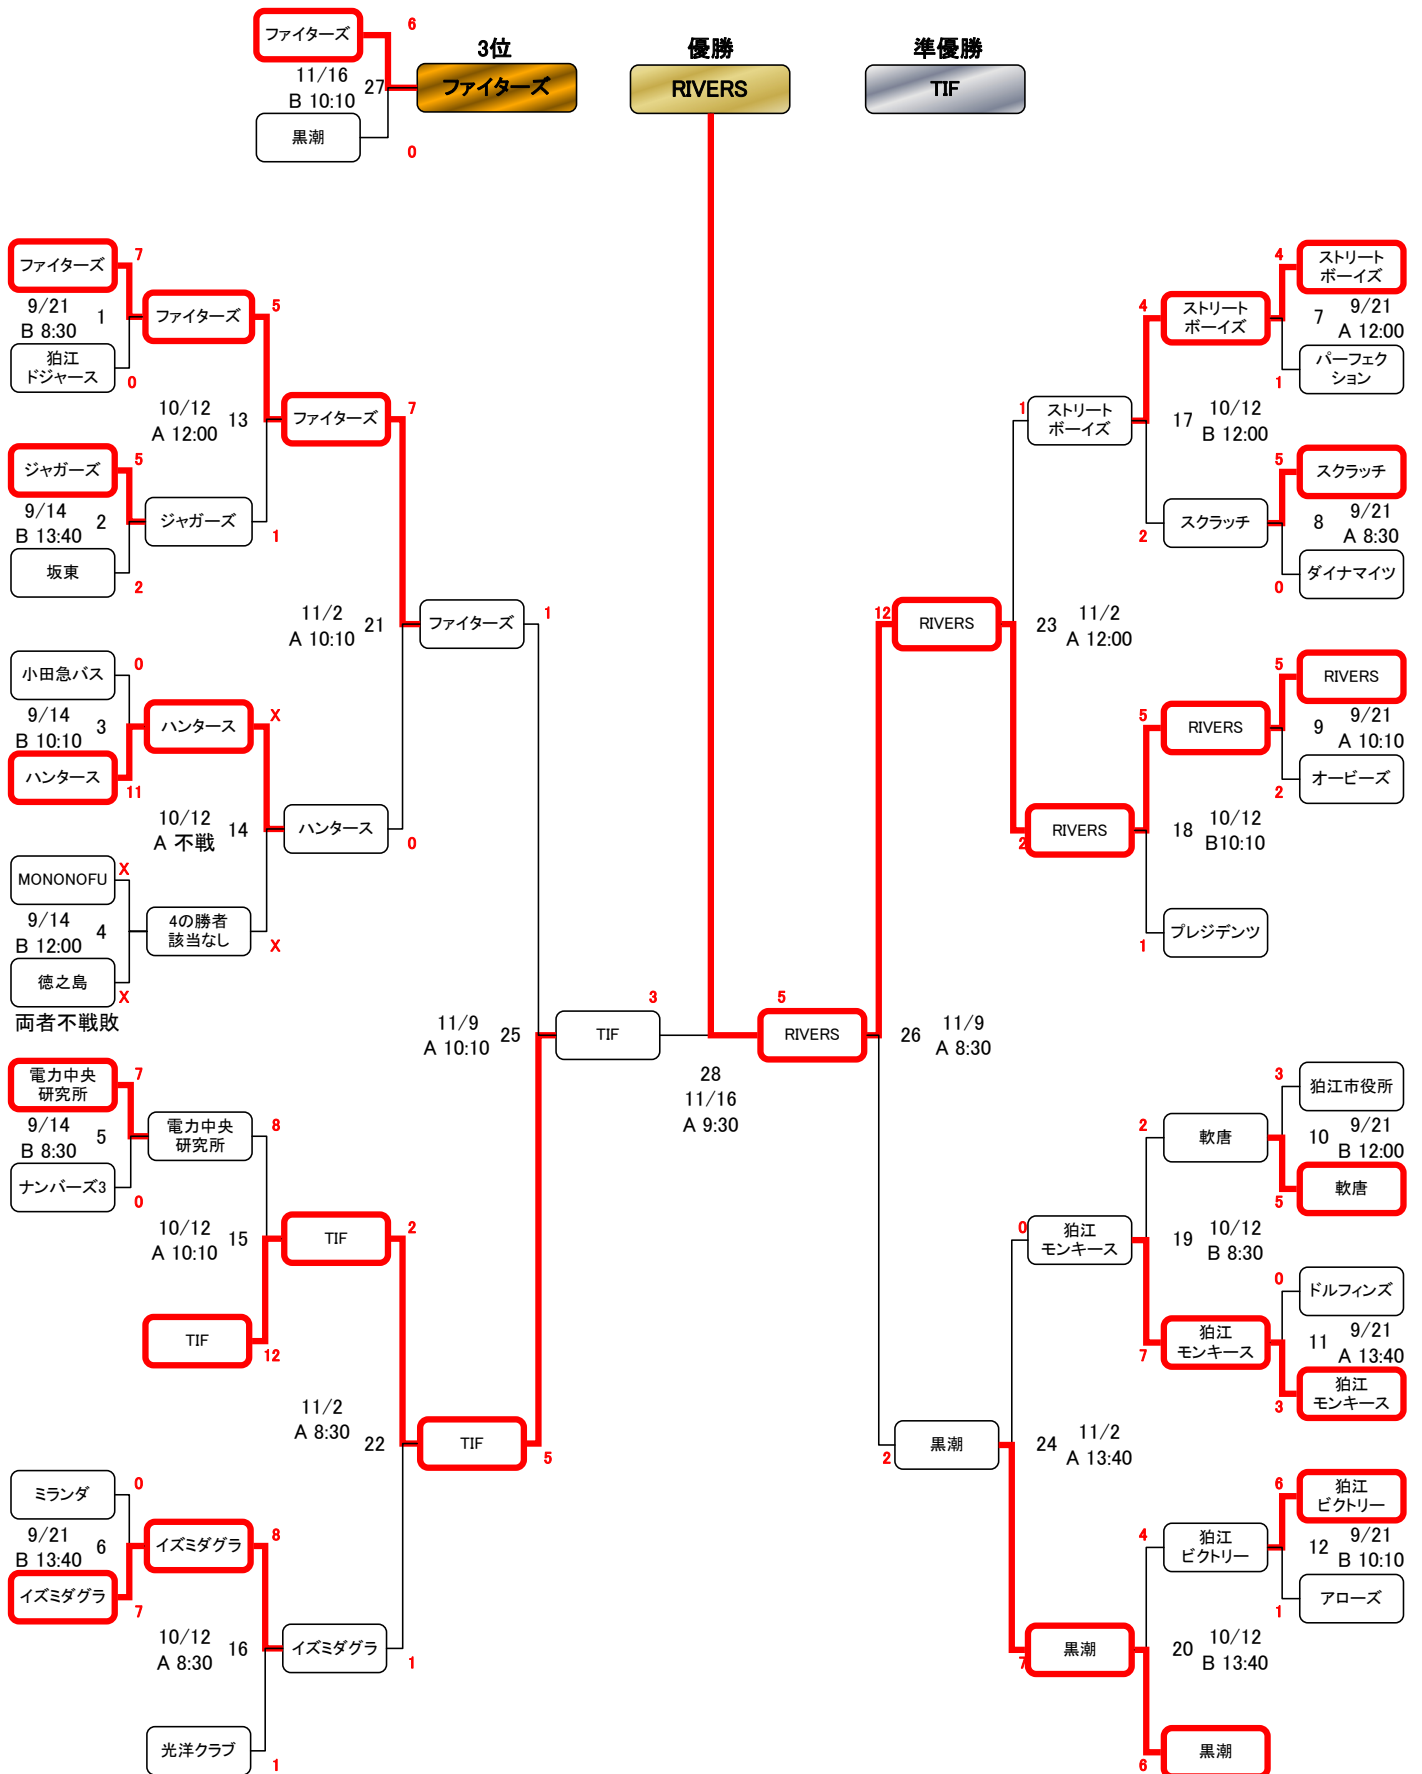 ファイターズ
6
11/16
B 10:10
27
黒潮
0
3位
ファイターズ
優勝
RIVERS
準優勝
TIF
ファイターズ
7
9/21
B 8:30
1
狛江
ドジャース
0
ファイターズ
5
10/12
A 12:00
13
ジャガーズ
5
9/14
B 13:40
2
坂東
2
ジャガーズ
1
ファイターズ
7
11/2
A 10:10
21
小田急バス
0
9/14
B 10:10
3
ハンタース
11
ハンタース
X
10/12
A 不戦
14
MONONOFU
X
9/14
B 12:00
4
徳之島
X
両者不戦敗
4の勝者
該当なし
X
ハンタース
0
ファイターズ
1
11/9
A 10:10
25
電力中央
研究所
7
9/14
B 8:30
5
ナンバーズ3
0
電力中央
研究所
8
10/12
A 10:10
15
TIF
12
TIF
2
11/2
A 8:30
22
ミランダ
0
9/21
B 13:40
6
イズミダグラ
7
イズミダグラ
8
10/12
A 8:30
16
光洋クラブ
1
イズミダグラ
1
TIF
5
TIF
3
28
11/16
A 9:30
RIVERS
5
26
11/9
A 8:30
RIVERS
12
23
11/2
A 12:00
ストリート
ボーイズ
1
17
10/12
B 12:00
ストリート
ボーイズ
4
ストリート
ボーイズ
4
7
9/21
A 12:00
パーフェク
ション
1
スクラッチ
2
スクラッチ
5
8
9/21
A 8:30
ダイナマイツ
0
RIVERS
2
18
10/12
B10:10
RIVERS
5
RIVERS
5
9
9/21
A 10:10
オービーズ
2
プレジデンツ
1
黒潮
2
24
11/2
A 13:40
狛江
モンキース
0
19
10/12
B 8:30
軟唐
2
狛江市役所
3
10
9/21
B 12:00
軟唐
5
狛江
モンキース
7
ドルフィンズ
0
11
9/21
A 13:40
狛江
モンキース
3
黒潮
7
20
10/12
B 13:40
狛江
ビクトリー
4
狛江
ビクトリー
6
12
9/21
B 10:10
アローズ
1
黒潮
6